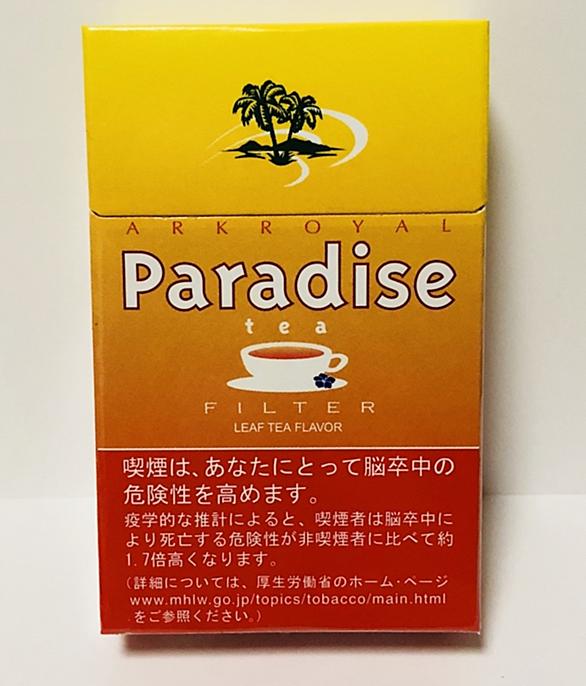 ARKROYAL
Paradise
tea
FILTER
LEAF TEA FLAVOR
喫煙は、あなたにとって脳卒中の
危険性を高めます。
疫学的な推計によると、喫煙者は脳卒中に
より死亡する危険性が非喫煙者に比べて約
1.7倍高くなります。
(詳細については、厚生労働省のホーム・ページ
www.mhlw.go.jp/topics/tobacco/main.html
をご参照ください。)